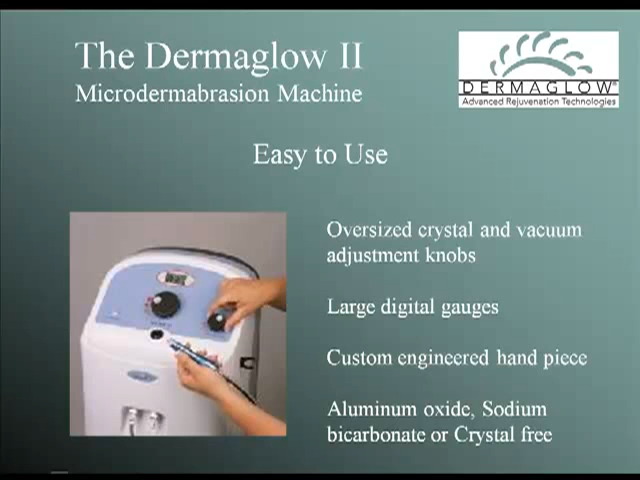 The Dermaglow II
Microdermabrasion Machine
DERMAGLOW®
Advanced Rejuvenation Technologies
Easy to Use
Oversized crystal and vacuum
adjustment knobs
Large digital gauges
Custom engineered hand piece
Aluminum oxide, Sodium
bicarbonate or Crystal free